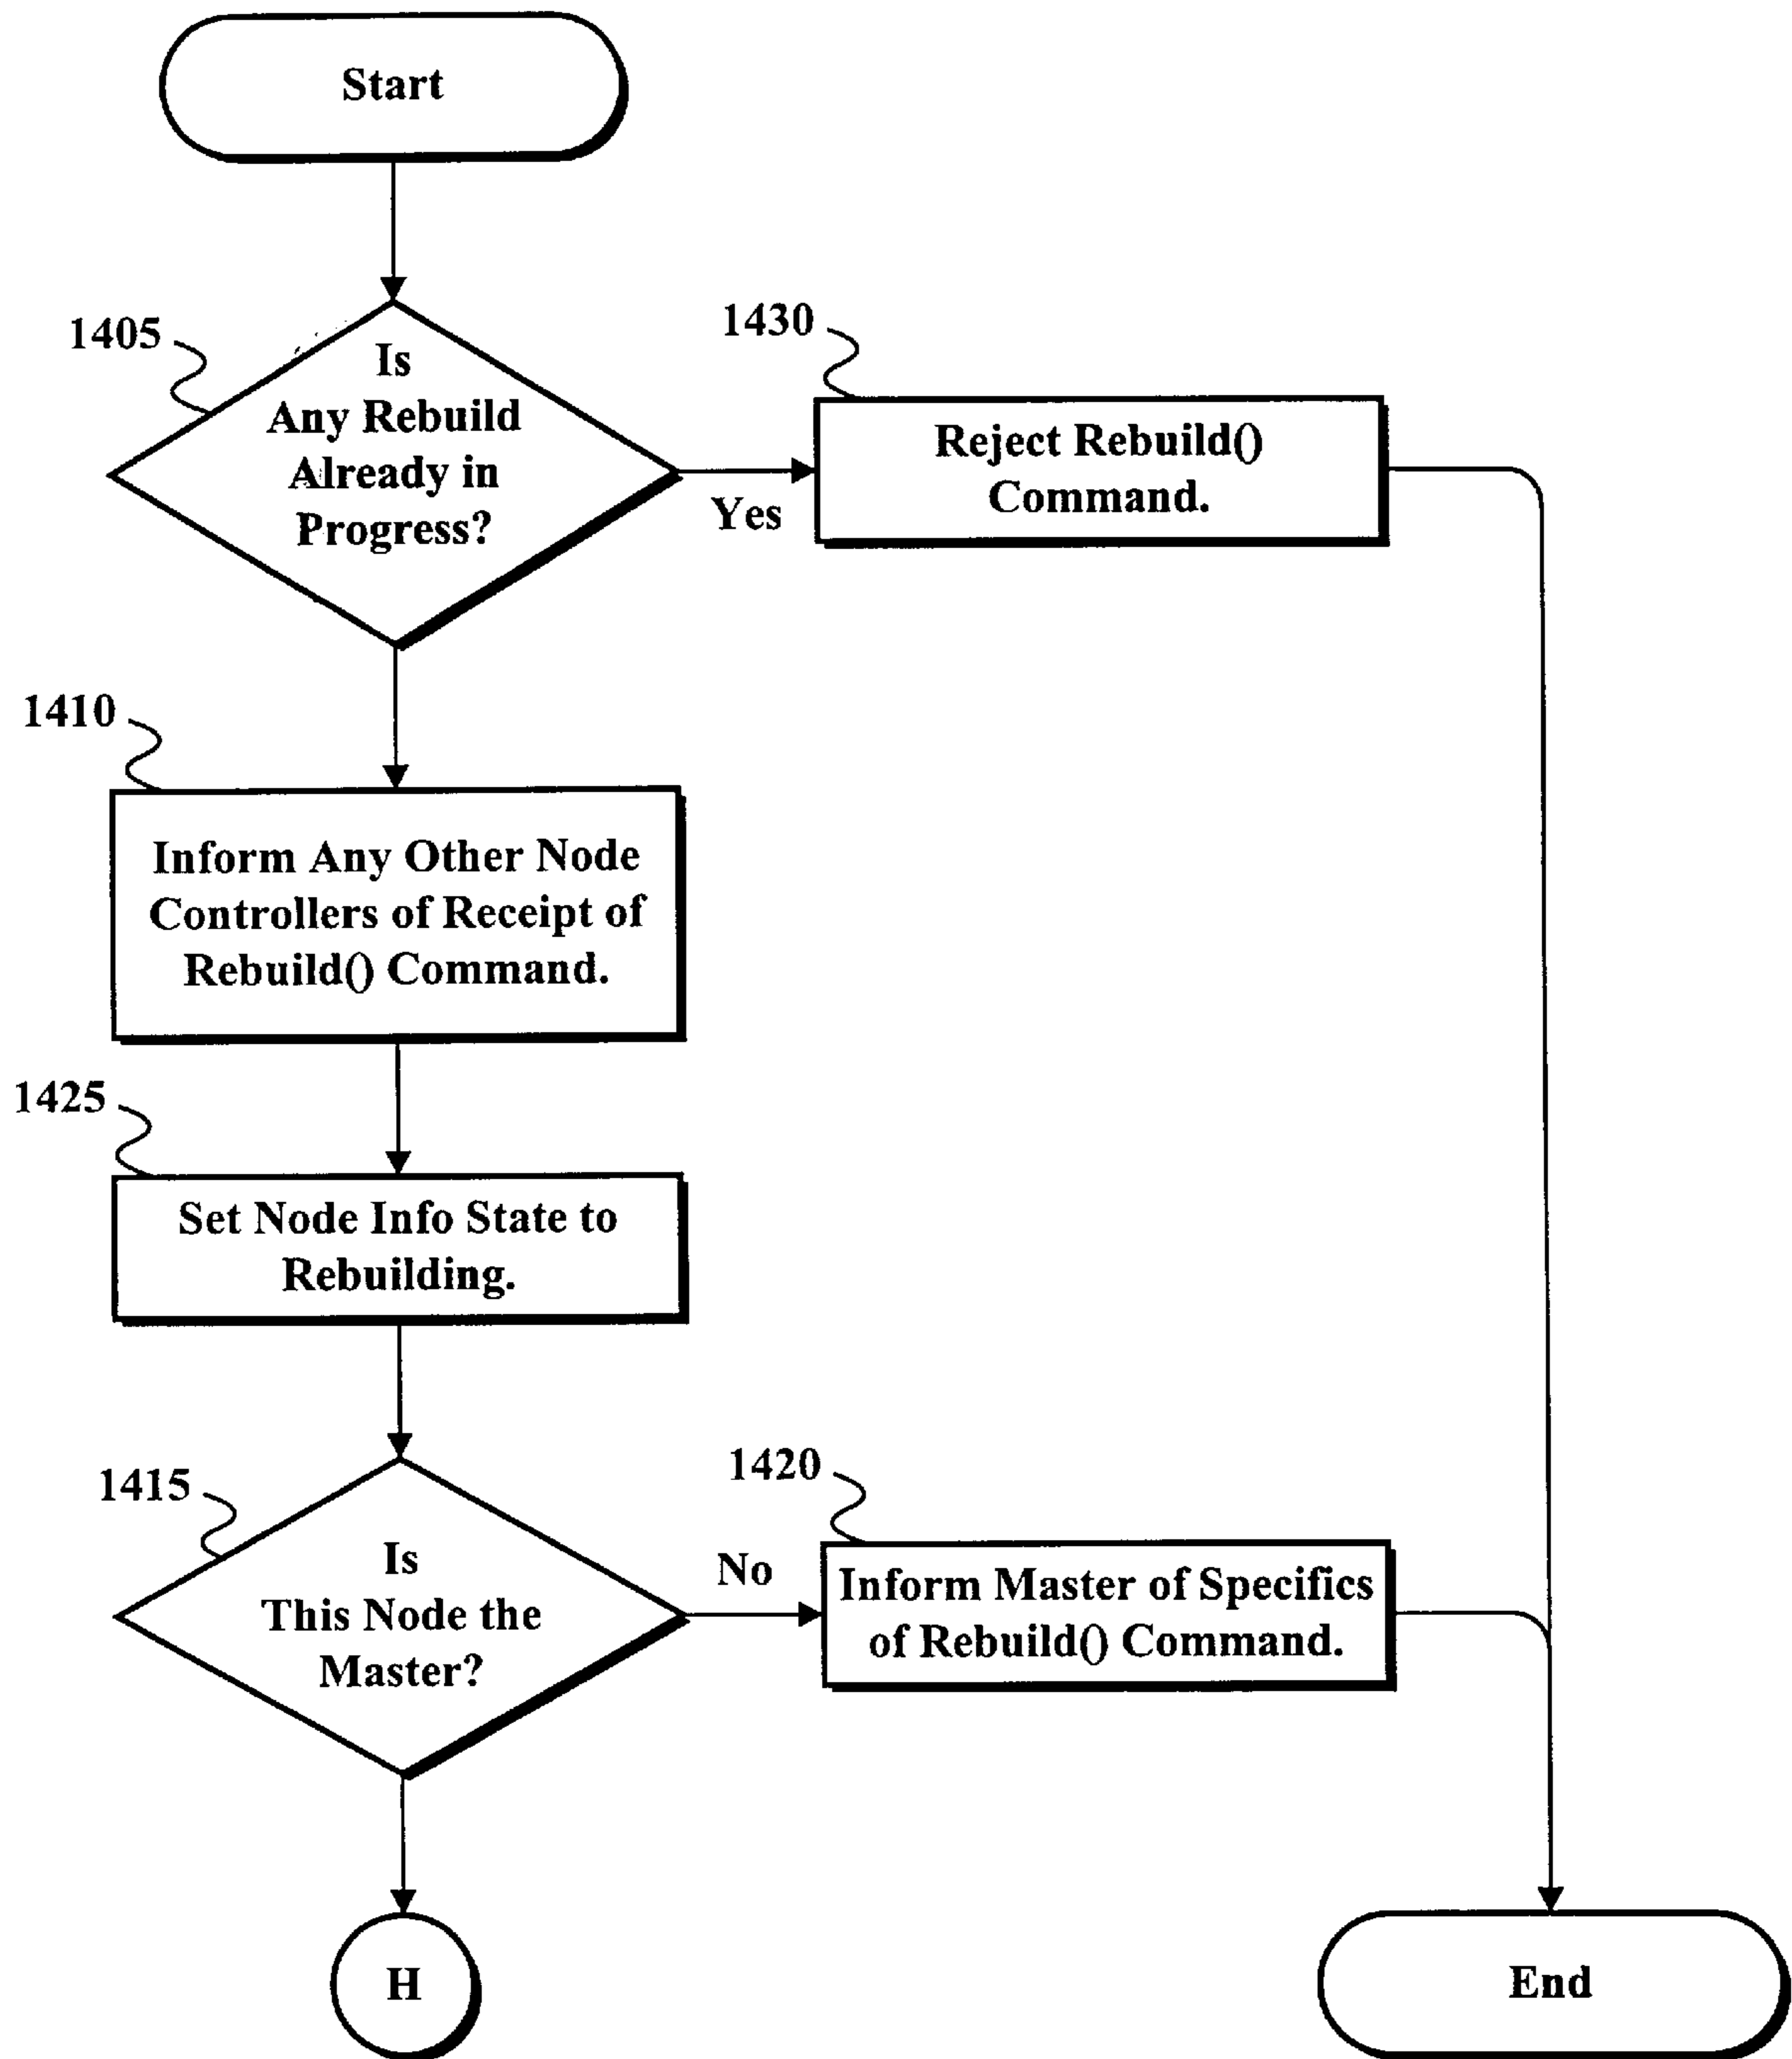 Start
1405
Is
Any Rebuild
Already in
Progress?
Yes
1430
Reject Rebuild()
Command.
1410
Inform Any Other Node
Controllers of Receipt of
Rebuild() Command.
1425
Set Node Info State to
Rebuilding.
1415
Is
This Node the
Master?
No
1420
Inform Master of Specifics
of Rebuild() Command.
H
End